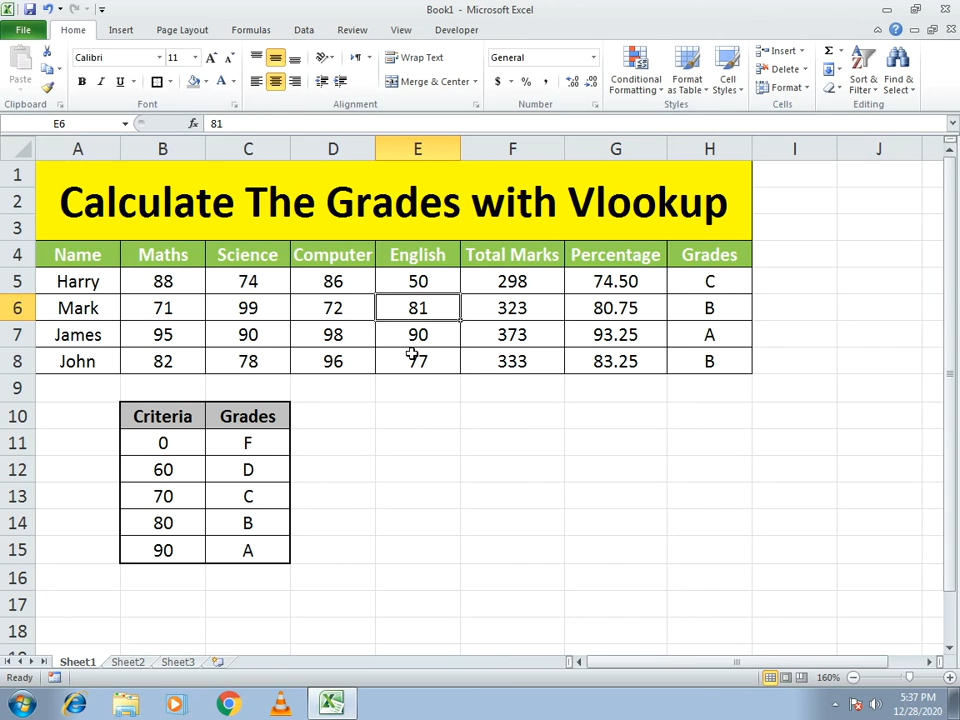 Book1 - Microsoft Excel
File Home Insert Page Layout Formulas Data Review View Developer
Paste
Clipboard
Calibri 11
B I U
Font
Wrap Text
Merge & Center
Alignment
General
$ % ,
Number
Conditional Formatting
Format as Table
Cell Styles
Styles
Insert
Delete
Format
Cells
Σ
Sort & Filter
Find & Select
Editing
E6 fx 81
A B C D E F G H I J
1
2 Calculate The Grades with Vlookup
3
4 Name Maths Science Computer English Total Marks Percentage Grades
5 Harry 88 74 86 50 298 74.50 C
6 Mark 71 99 72 81 323 80.75 B
7 James 95 90 98 90 373 93.25 A
8 John 82 78 96 77 333 83.25 B
9
10 Criteria Grades
11 0 F
12 60 D
13 70 C
14 80 B
15 90 A
16
17
18
Sheet1 Sheet2 Sheet3
Ready 160%
5:37 PM
12/28/2020